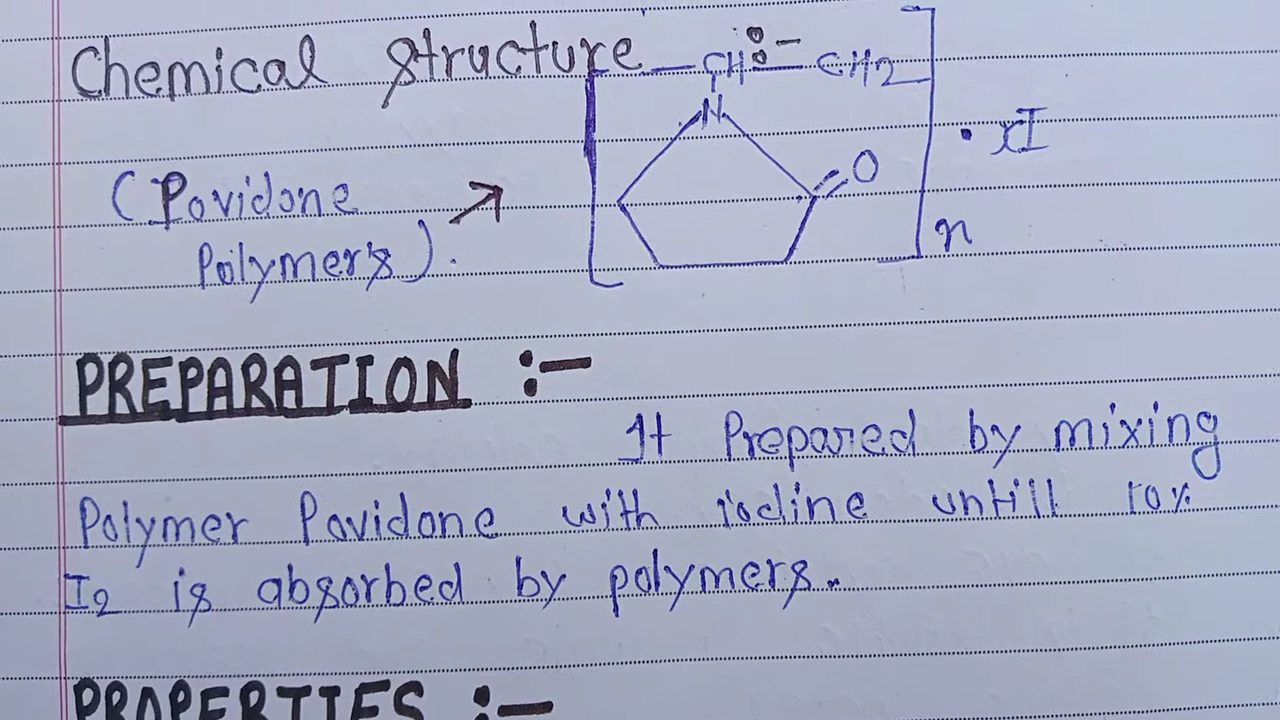 Chemical structure :-
— CH — CH2
N
O
n
• xI
(Povidone
Polymers).
PREPARATION :-
It Prepared by mixing
Polymer Povidone with iodine untill 10%
I2 is absorbed by polymers.
PROPERTIES :-